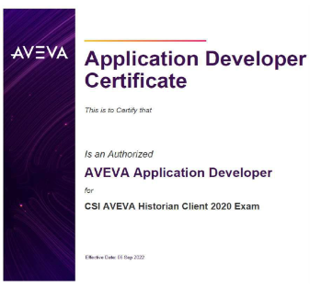 AVEVA
Application Developer
Certificate
This is to Certify that
Is an Authorized
AVEVA Application Developer
for
CSI AVEVA Historian Client 2020 Exam
Effective Date: Sep 2020